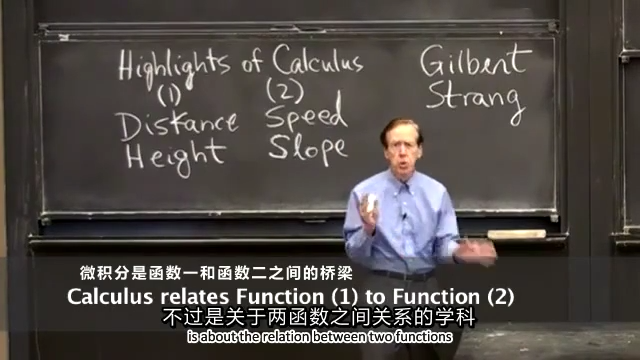 Highlights of Calculus
(1) (2)
Distance Speed
Height Slope
Gilbert
Strang
微积分是函数一和函数二之间的桥梁
Calculus relates Function (1) to Function (2)
不过是关于两函数之间关系的学科
is about the relation between two functions